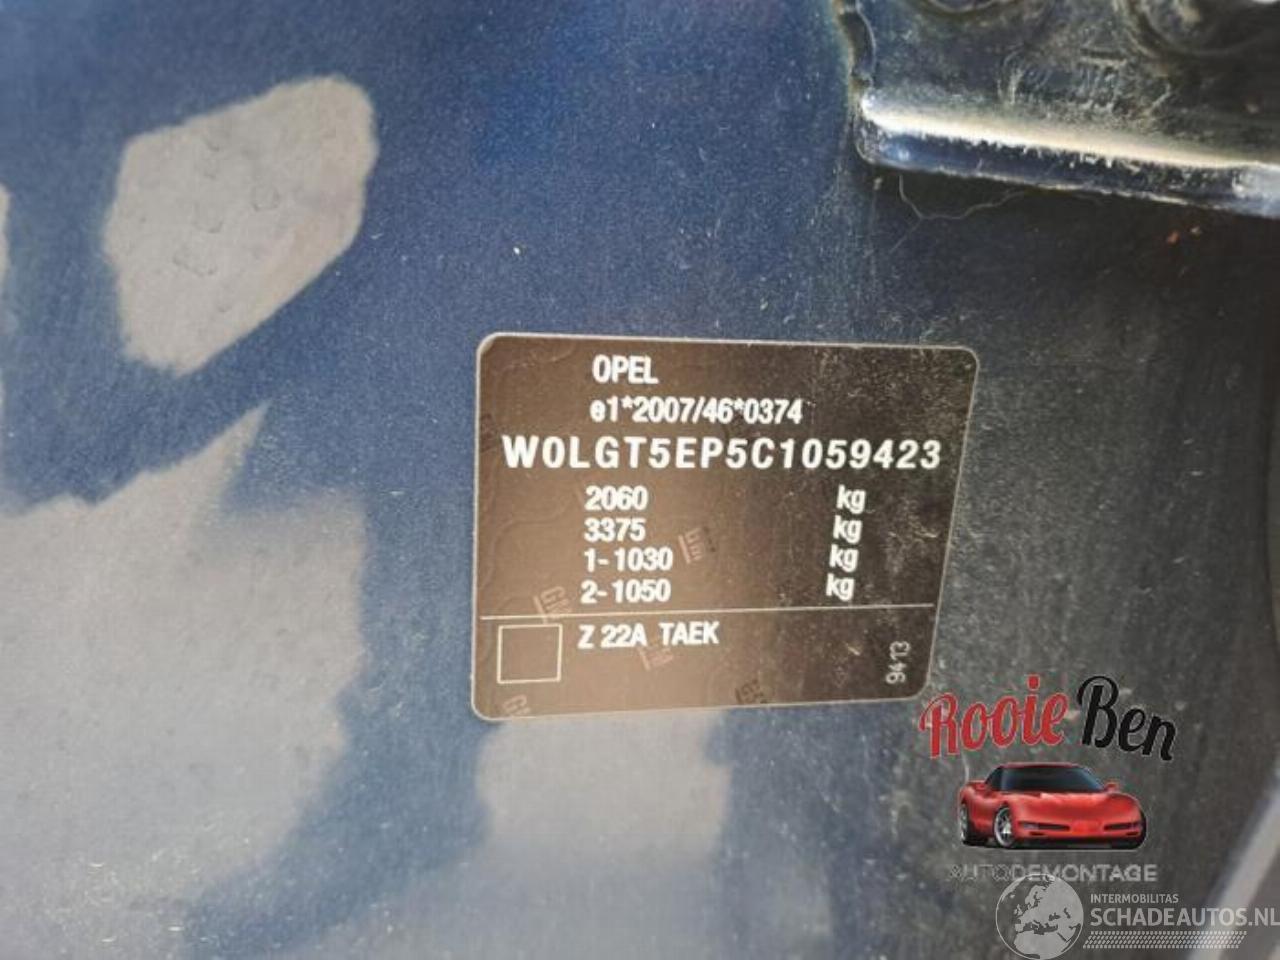 OPEL
e1*2007/46*0374
W0LGT5EP5C1059423
2060 kg
3375 kg
1-1030 kg
2-1050 kg
Z 22A TAEK
9413
GM
Rooie Ben
AUTODEMONTAGE
INTERMOBILITAS
SCHADEAUTOS.NL